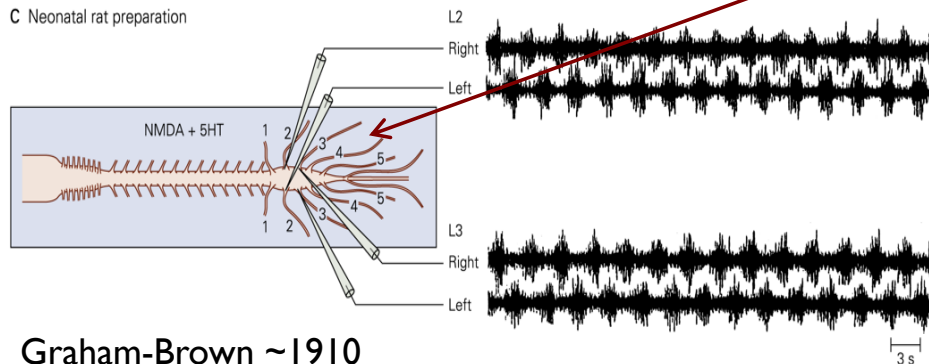 C Neonatal rat preparation
L2
Right
Left
NMDA + 5HT
1 2 3 4 5
1 2 3 4 5
L3
Right
Left
3 s
Graham-Brown ~1910